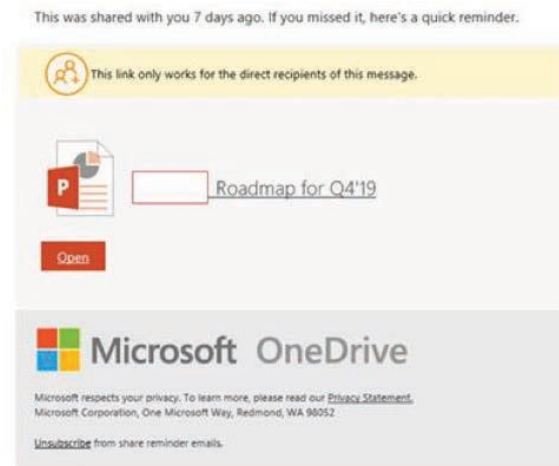 This was shared with you 7 days ago. If you missed it, here's a quick reminder.
This link only works for the direct recipients of this message.
P
Roadmap for Q4'19
Open
Microsoft OneDrive
Microsoft respects your privacy. To learn more, please read our Privacy Statement.
Microsoft Corporation, One Microsoft Way, Redmond, WA 98052
Unsubscribe from share reminder emails.